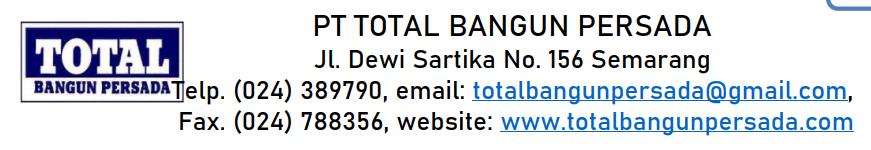 TOTAL
BANGUN PERSADA
PT TOTAL BANGUN PERSADA
Jl. Dewi Sartika No. 156 Semarang
Telp. (024) 389790, email: totalbangunpersada@gmail.com,
Fax. (024) 788356, website: www.totalbangunpersada.com